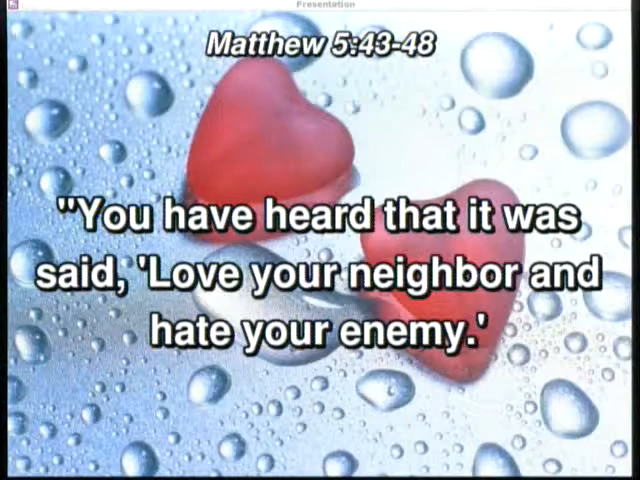 Presentation
Matthew 5:43-48
"You have heard that it was
said, 'Love your neighbor and
hate your enemy.'